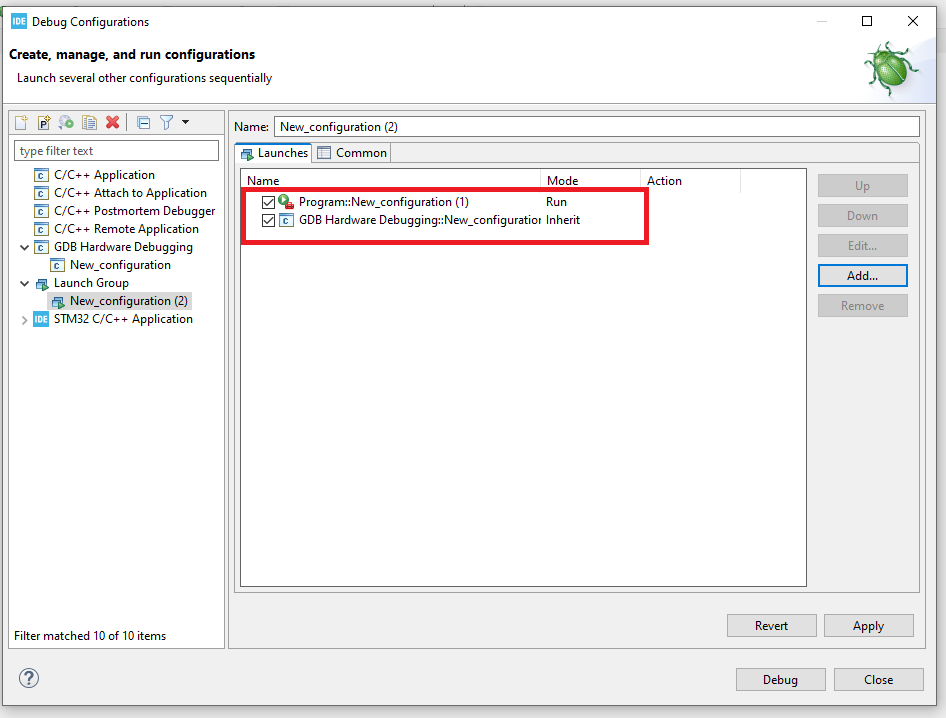 IDE Debug Configurations
Create, manage, and run configurations
Launch several other configurations sequentially
type filter text
C/C++ Application
C/C++ Attach to Application
C/C++ Postmortem Debugger
C/C++ Remote Application
GDB Hardware Debugging
New_configuration
Launch Group
New_configuration (2)
IDE STM32 C/C++ Application
Filter matched 10 of 10 items
Name: New_configuration (2)
Launches Common
Name Mode Action
Program::New_configuration (1) Run
GDB Hardware Debugging::New_configuration Inherit
Up
Down
Edit...
Add...
Remove
Revert Apply
? Debug Close